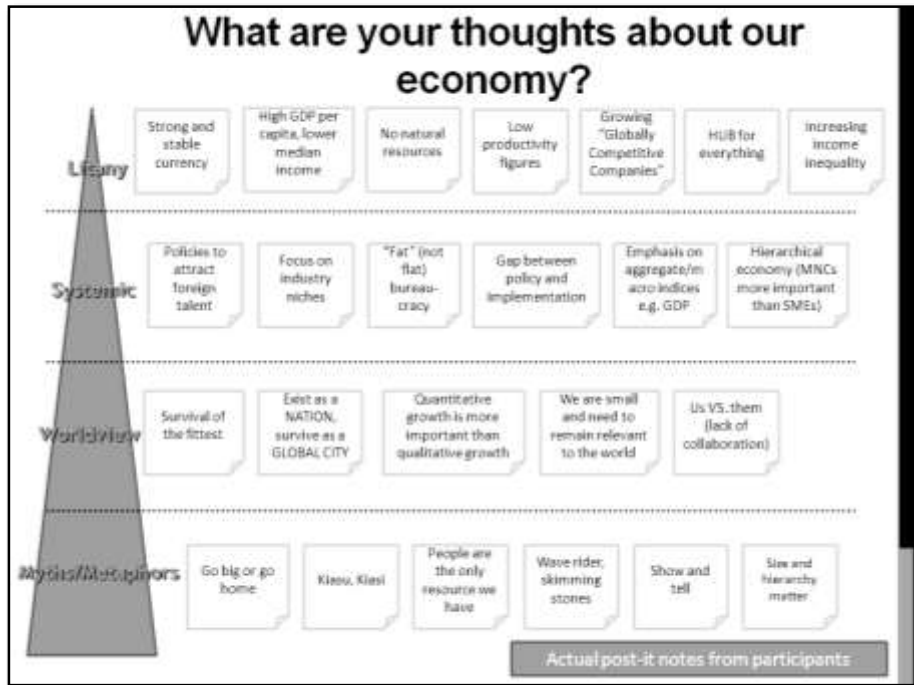 What are your thoughts about our
economy?
Litany
Strong and
stable
currency
High GDP per
capita, lower
median
income
No natural
resources
Low
productivity
figures
Growing
"Globally
Competitive
Companies"
HUB for
everything
Increasing
income
inequality
Systemic
Policies to
attract
foreign
talent
Focus on
industry
niches
"Fat" (not
flat)
bureau-
cracy
Gap between
policy and
implementation
Emphasis on
aggregate/m
acro indices
e.g. GDP
Hierarchical
economy (MNCs
more important
than SMEs)
Worldview
Survival of
the fittest
Exist as a
NATION,
survive as a
GLOBAL CITY
Quantitative
growth is more
important than
qualitative growth
We are small
and need to
remain relevant
to the world
Us VS. them
(lack of
collaboration)
Myths/Metaphors
Go big or go
home
Kiasu, Kiasi
People are
the only
resource we
have
Wave rider,
skimming
stones
Show and
tell
Size and
hierarchy
matter
Actual post-it notes from participants